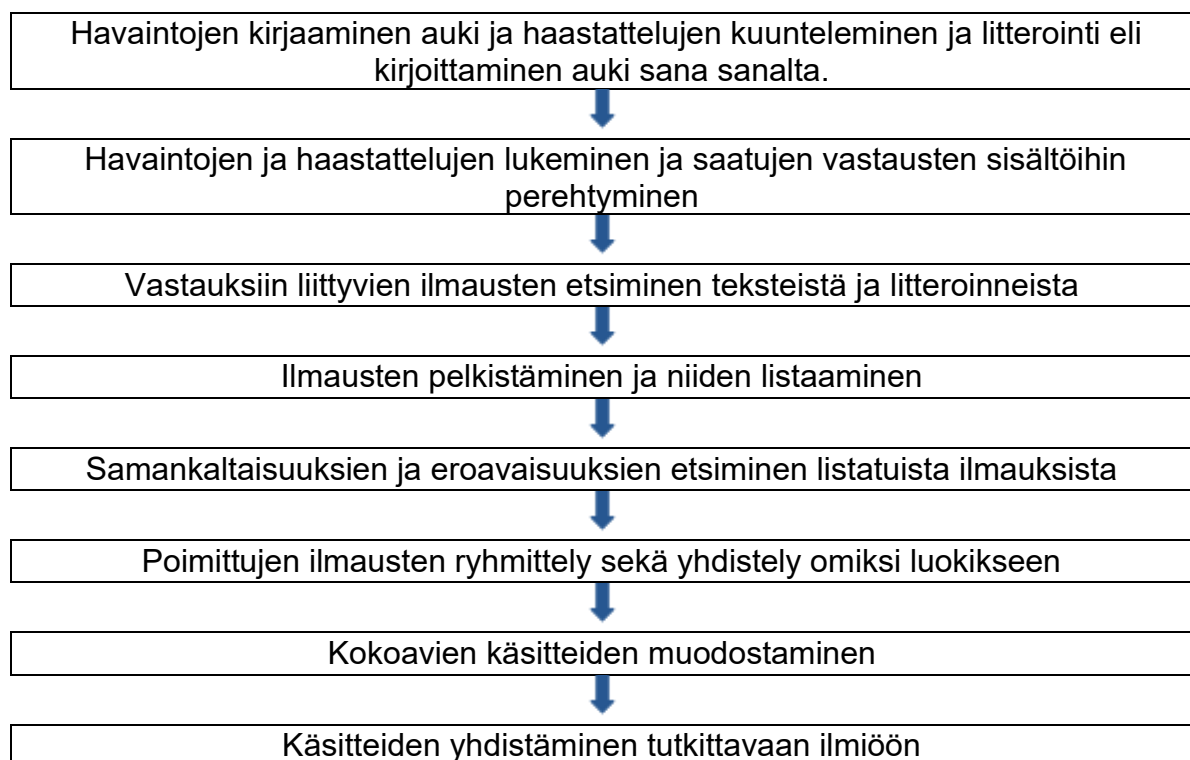 Havaintojen kirjaaminen auki ja haastattelujen kuunteleminen ja litterointi eli
kirjoittaminen auki sana sanalta.
Havaintojen ja haastattelujen lukeminen ja saatujen vastausten sisältöihin
perehtyminen
Vastauksiin liittyvien ilmausten etsiminen teksteistä ja litteroinneista
Ilmausten pelkistäminen ja niiden listaaminen
Samankaltaisuuksien ja eroavaisuuksien etsiminen listatuista ilmauksista
Poimittujen ilmausten ryhmittely sekä yhdistely omiksi luokikseen
Kokoavien käsitteiden muodostaminen
Käsitteiden yhdistäminen tutkittavaan ilmiöön